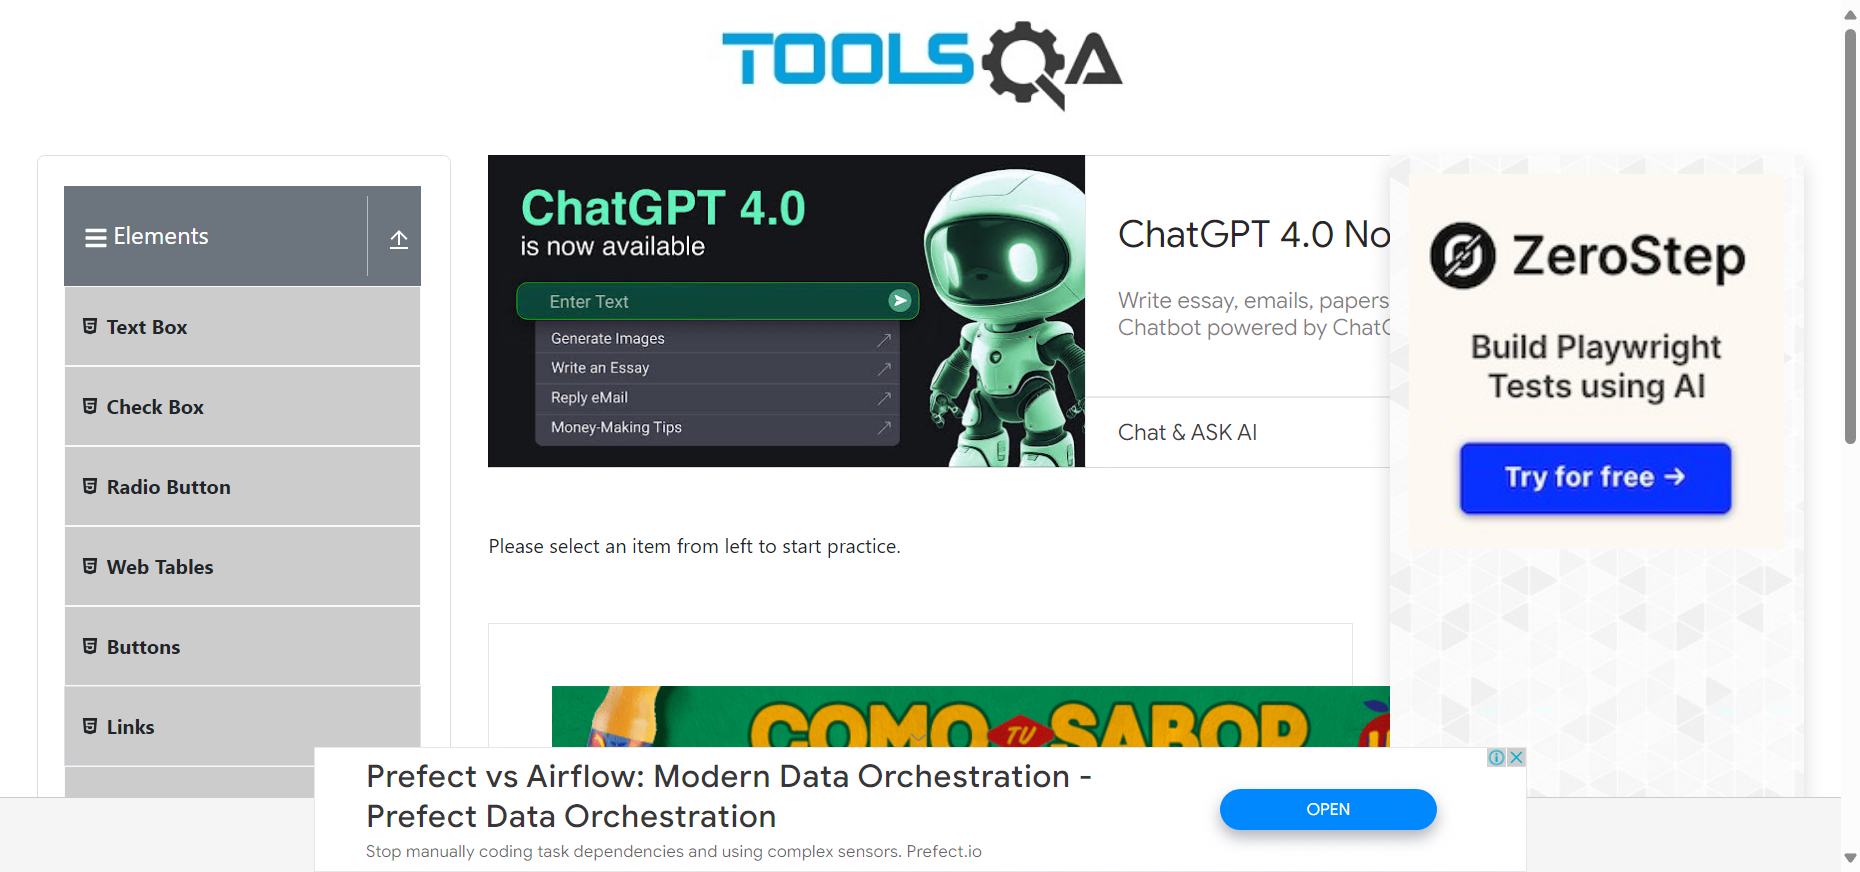 TOOLSQA
Elements
Text Box
Check Box
Radio Button
Web Tables
Buttons
Links
ChatGPT 4.0
is now available
Enter Text
Generate Images
Write an Essay
Reply eMail
Money-Making Tips
ChatGPT 4.0 No
Write essay, emails, papers
Chatbot powered by Chat
Chat & ASK AI
ZeroStep
Build Playwright
Tests using AI
Try for free →
Please select an item from left to start practice.
COMO TU SABOR
Prefect vs Airflow: Modern Data Orchestration -
Prefect Data Orchestration
Stop manually coding task dependencies and using complex sensors. Prefect.io
OPEN